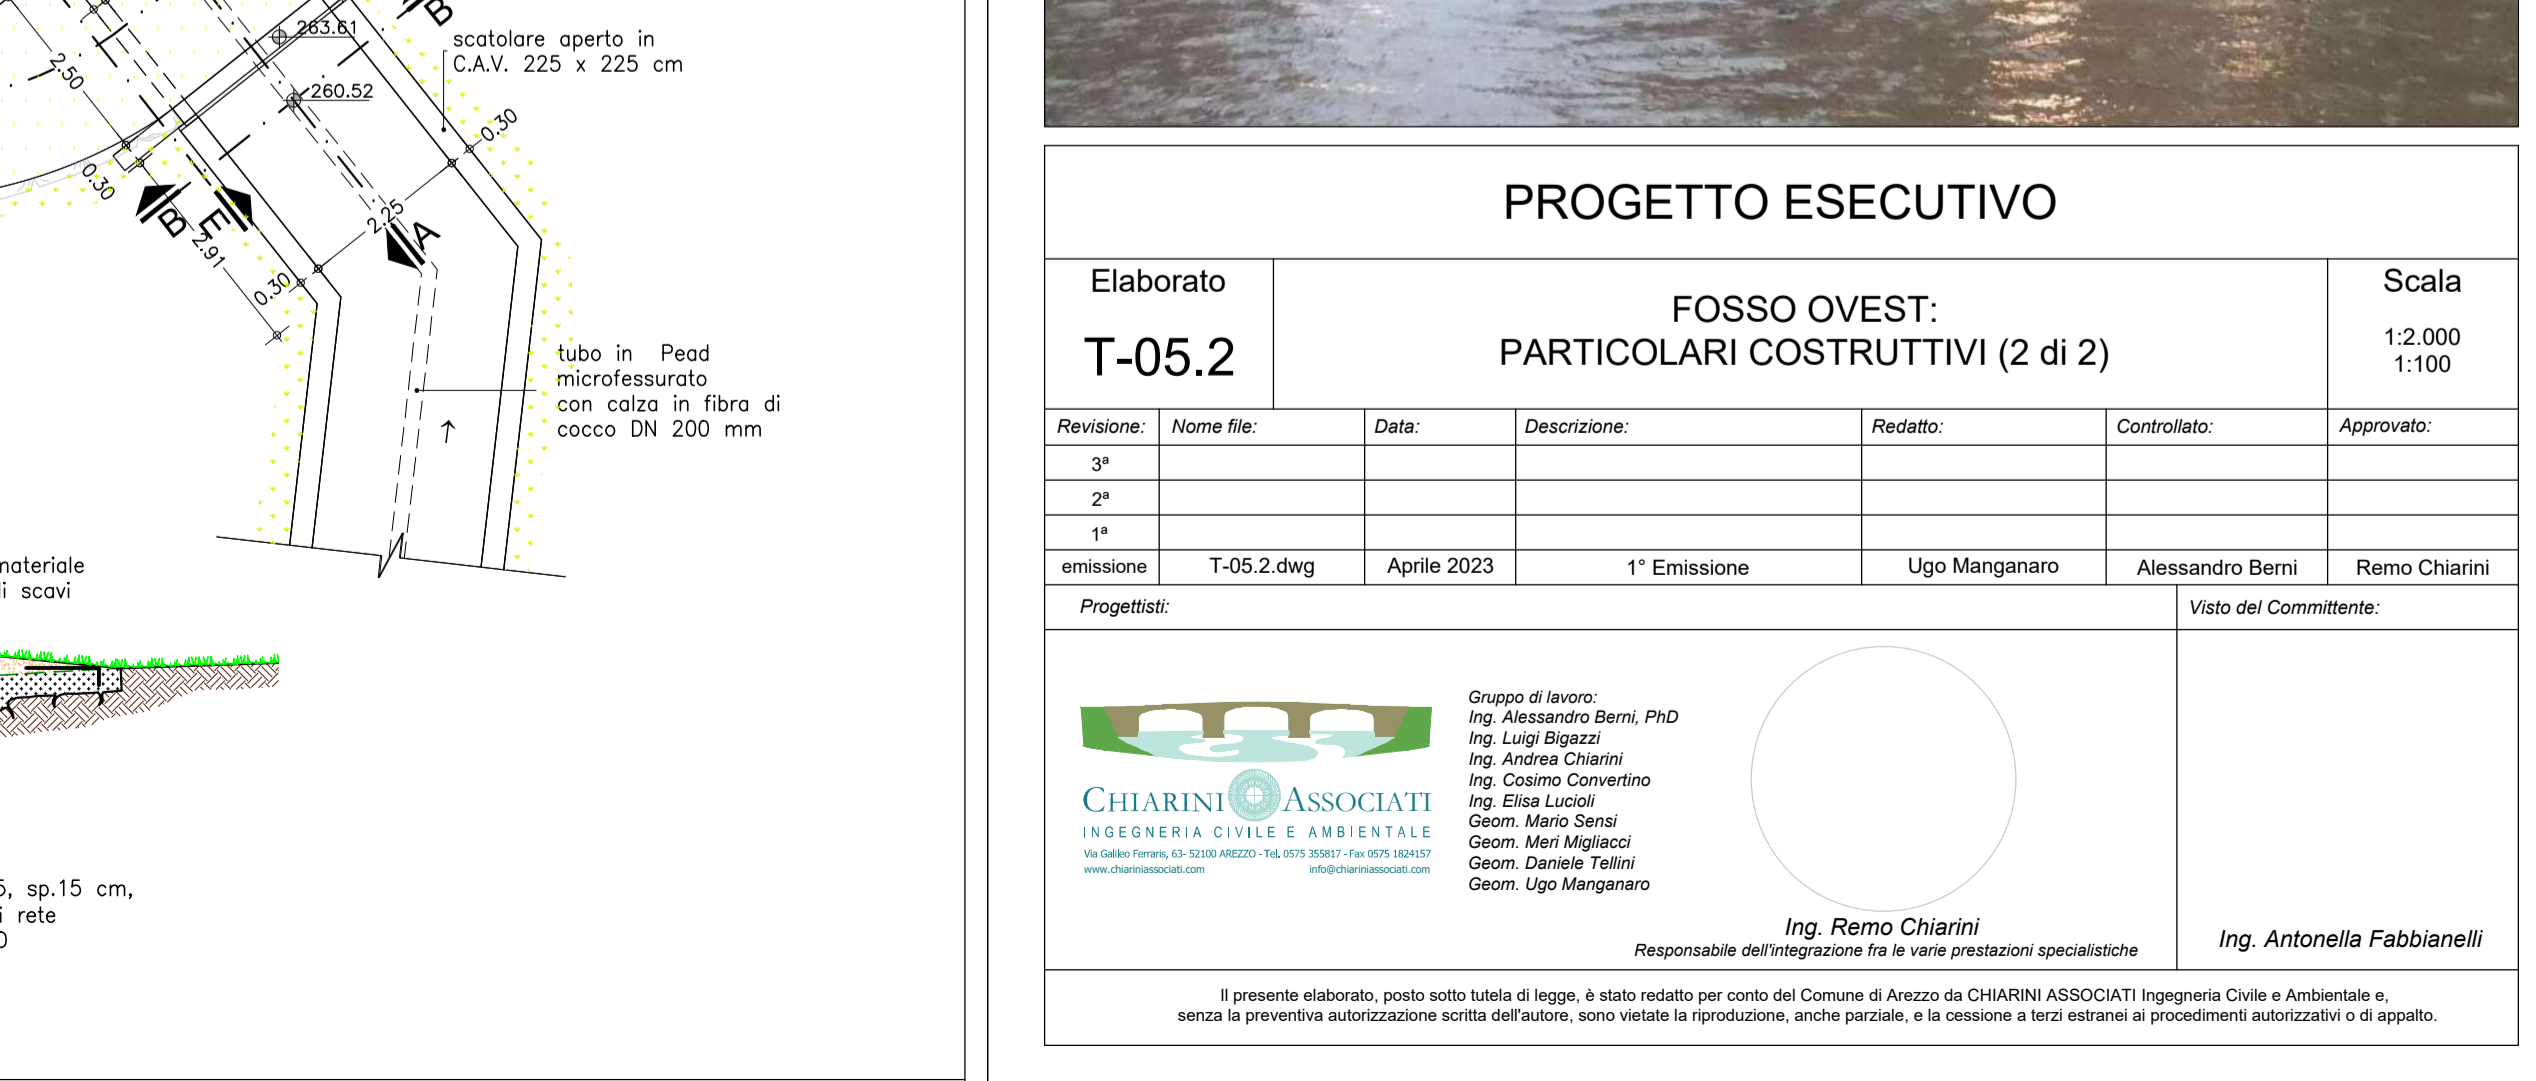 263.61
B
scatolare aperto in
C.A.V. 225 x 225 cm
2.50
260.52
0.30
0.30
B
E
2.25
A
2.91
0.30
tubo in Pead
microfessurato
con calza in fibra di
cocco DN 200 mm
materiale
scavi
sp.15 cm,
rete
PROGETTO ESECUTIVO
Elaborato
T-05.2
FOSSO OVEST:
PARTICOLARI COSTRUTTIVI (2 di 2)
Scala
1:2.000
1:100
Revisione: Nome file: Data: Descrizione: Redatto: Controllato: Approvato:
3ª
2ª
1ª
emissione T-05.2.dwg Aprile 2023 1° Emissione Ugo Manganaro Alessandro Berni Remo Chiarini
Progettisti: Visto del Committente:
CHIARINI ASSOCIATI
INGEGNERIA CIVILE E AMBIENTALE
Via Galileo Ferraris, 63- 52100 AREZZO - Tel. 0575 355817 - Fax 0575 1824157
www.chiariniassociati.com info@chiariniassociati.com
Gruppo di lavoro:
Ing. Alessandro Berni, PhD
Ing. Luigi Bigazzi
Ing. Andrea Chiarini
Ing. Cosimo Convertino
Ing. Elisa Lucioli
Geom. Mario Sensi
Geom. Meri Migliacci
Geom. Daniele Tellini
Geom. Ugo Manganaro
Ing. Remo Chiarini
Responsabile dell'integrazione fra le varie prestazioni specialistiche
Ing. Antonella Fabbianelli
Il presente elaborato, posto sotto tutela di legge, è stato redatto per conto del Comune di Arezzo da CHIARINI ASSOCIATI Ingegneria Civile e Ambientale e,
senza la preventiva autorizzazione scritta dell'autore, sono vietate la riproduzione, anche parziale, e la cessione a terzi estranei ai procedimenti autorizzativi o di appalto.